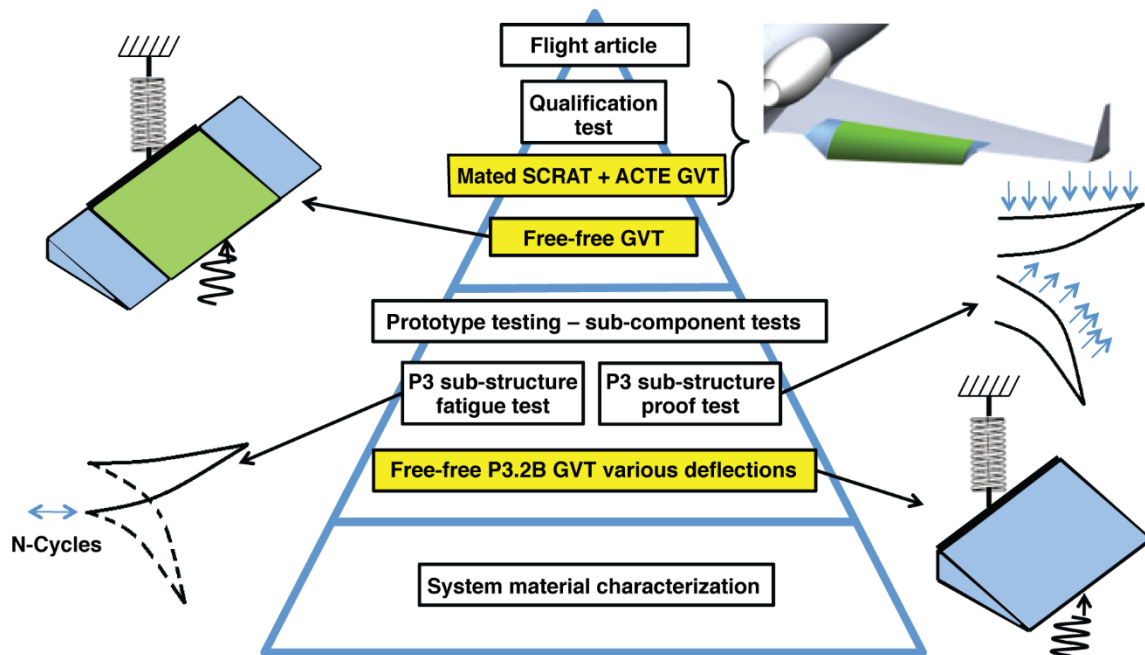 Flight article
Qualification
test
Mated SCRAT + ACTE GVT
Free-free GVT
Prototype testing – sub-component tests
P3 sub-structure
fatigue test
P3 sub-structure
proof test
Free-free P3.2B GVT various deflections
N-Cycles
System material characterization